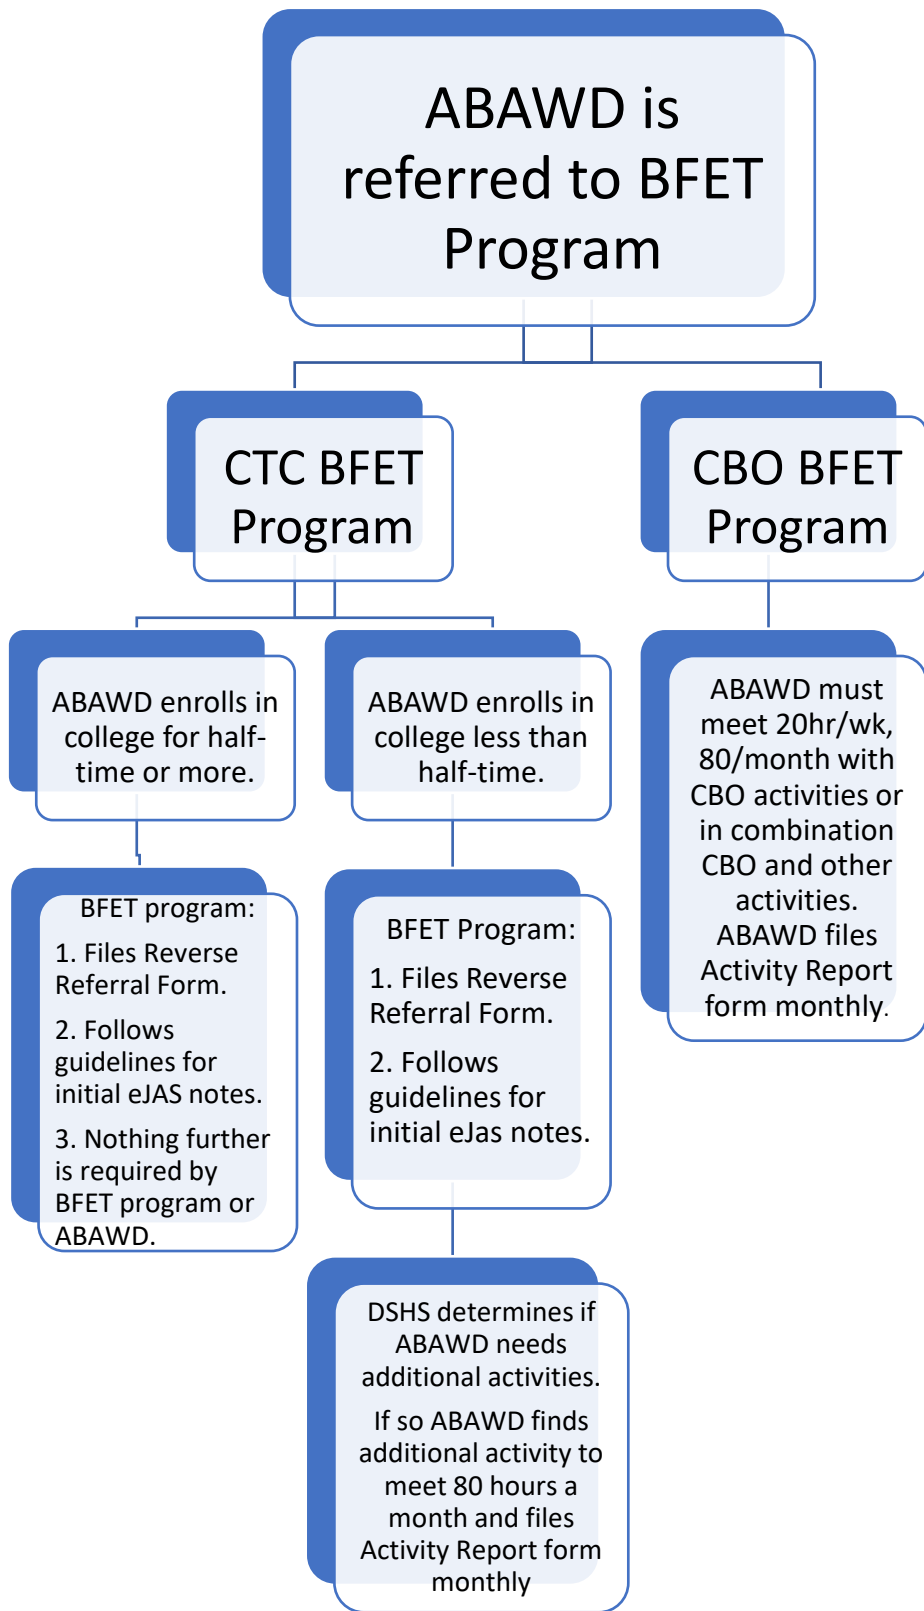 ABAWD is
referred to BFET
Program
CTC BFET
Program
CBO BFET
Program
ABAWD enrolls in
college for half-
time or more.
ABAWD enrolls in
college less than
half-time.
ABAWD must
meet 20hr/wk,
80/month with
CBO activities or
in combination
CBO and other
activities.
ABAWD files
Activity Report
form monthly.
BFET program:
1. Files Reverse
Referral Form.
2. Follows
guidelines for
initial eJAS notes.
3. Nothing further
is required by
BFET program or
ABAWD.
BFET Program:
1. Files Reverse
Referral Form.
2. Follows
guidelines for
initial eJas notes.
DSHS determines if
ABAWD needs
additional activities.
If so ABAWD finds
additional activity to
meet 80 hours a
month and files
Activity Report form
monthly